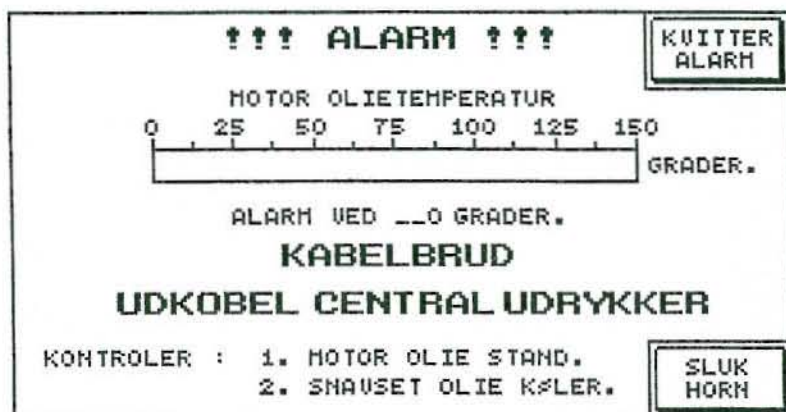 !!! ALARM !!!
KVITTER
ALARM
MOTOR OLIETEMPERATUR
0 25 50 75 100 125 150
GRADER.
ALARM VED __0 GRADER.
KABELBRUD
UDKOBEL CENTRAL UDRYKKER
KONTROLER : 1. MOTOR OLIE STAND.
2. SNAVSET OLIE KØLER.
SLUK
HORN